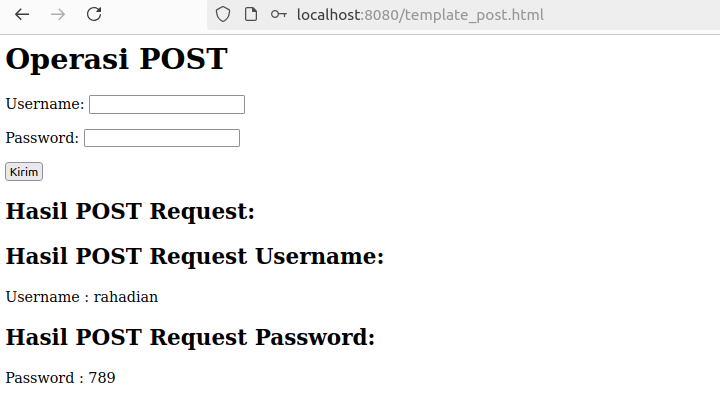 localhost:8080/template_post.html
Operasi POST
Username:
Password:
Kirim
Hasil POST Request:
Hasil POST Request Username:
Username : rahadian
Hasil POST Request Password:
Password : 789